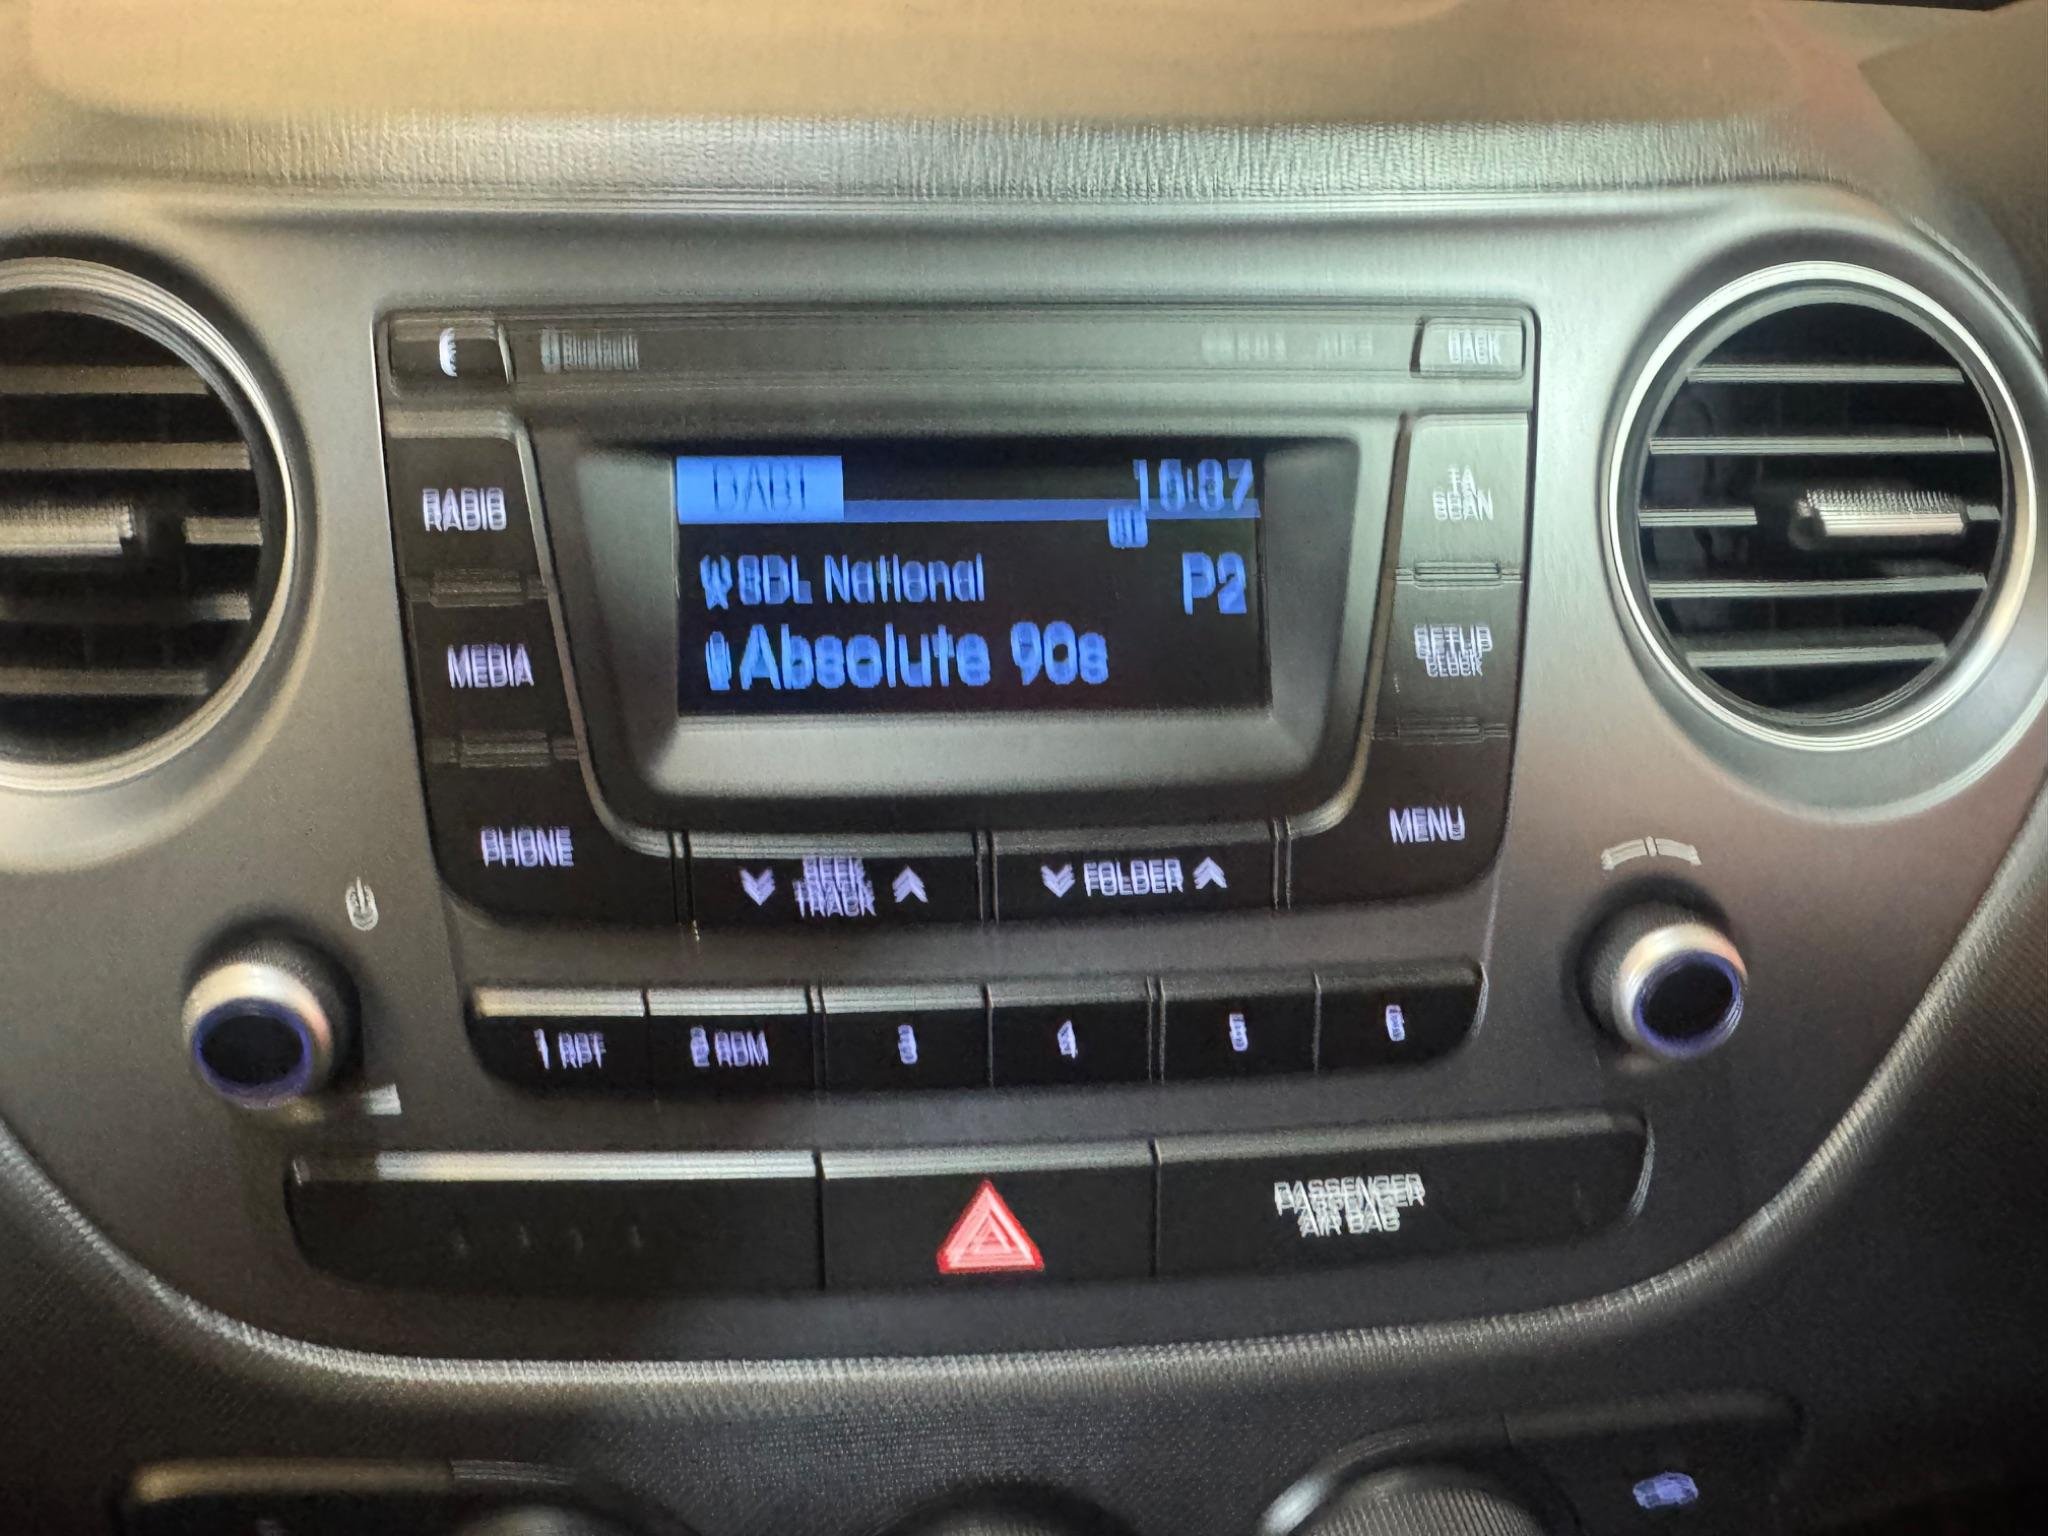 Bluetooth
BACK
DAB1
RADIO
TA
SCAN
SDL National P2
Absolute 90s
MEDIA
SETUP
CLOCK
PHONE
MENU
SEEK
TRACK
FOLDER
1 RPT
2 RDM
3
4
5
6
PASSENGER
AIR BAG